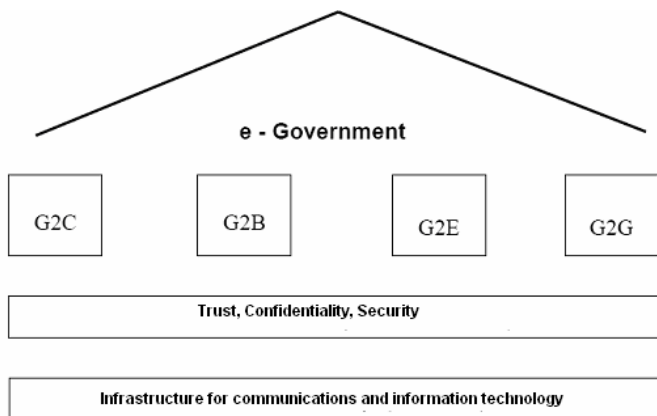 e - Government
G2C G2B G2E G2G
Trust, Confidentiality, Security
Infrastructure for communications and information technology